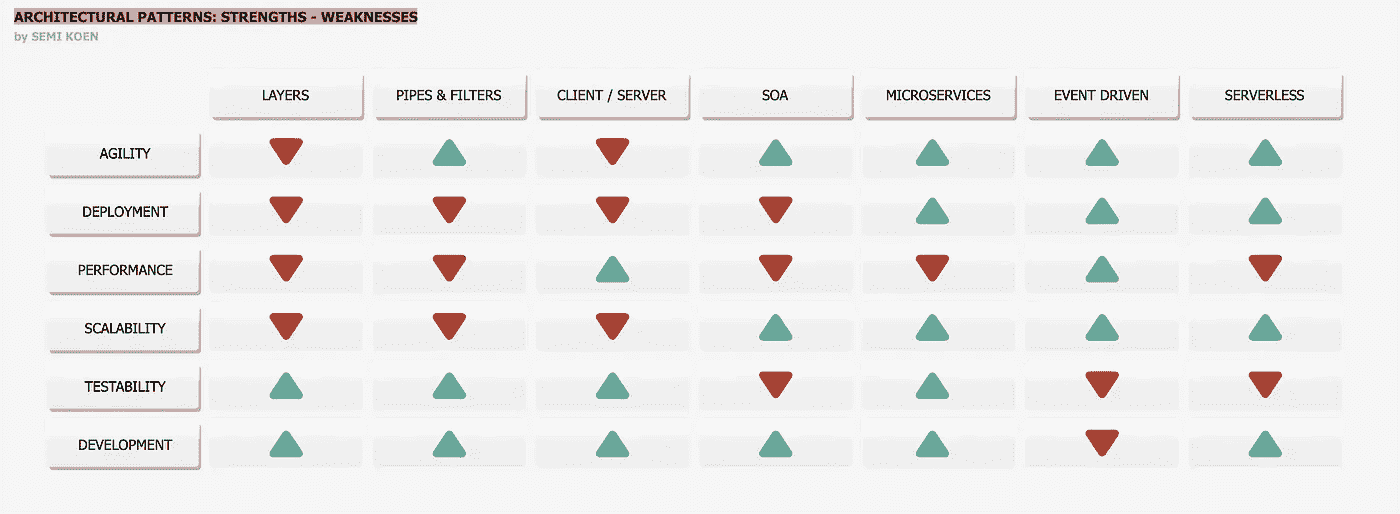 ARCHITECTURAL PATTERNS: STRENGTHS - WEAKNESSES
by SEMI KOEN
LAYERS PIPES & FILTERS CLIENT / SERVER SOA MICROSERVICES EVENT DRIVEN SERVERLESS
AGILITY
DEPLOYMENT
PERFORMANCE
SCALABILITY
TESTABILITY
DEVELOPMENT